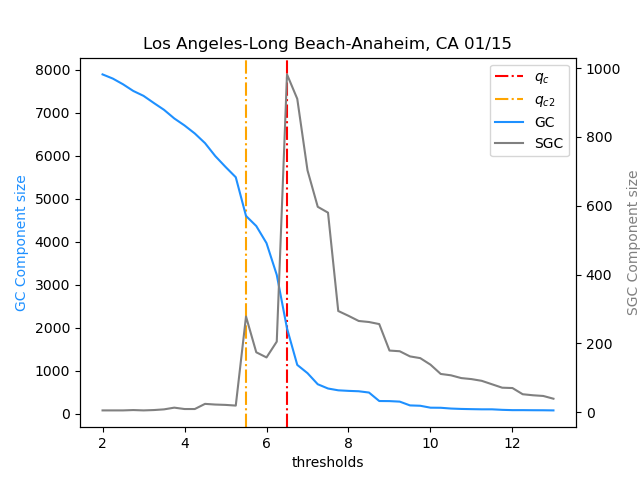 Los Angeles-Long Beach-Anaheim, CA 01/15
8000
7000
6000
5000
4000
3000
2000
1000
0
GC Component size
2 4 6 8 10 12
thresholds
1000
800
600
400
200
0
SGC Component size
q_c
q_{c2}
GC
SGC